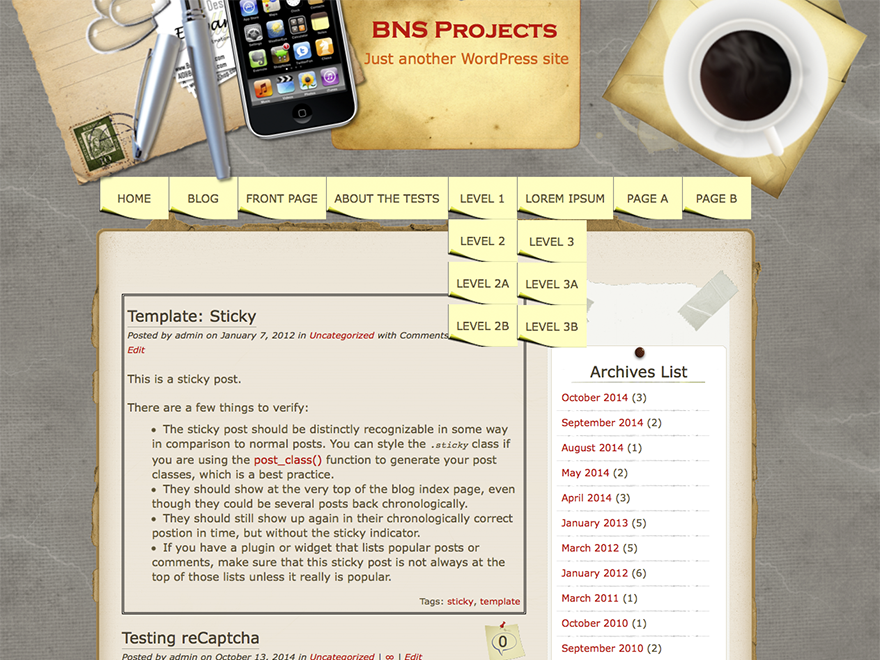 BNS Projects
Just another WordPress site
HOME
BLOG
FRONT PAGE
ABOUT THE TESTS
LEVEL 1
LOREM IPSUM
PAGE A
PAGE B
LEVEL 2
LEVEL 3
LEVEL 2A
LEVEL 3A
LEVEL 2B
LEVEL 3B
Template: Sticky
Posted by admin on January 7, 2012 in Uncategorized with Comments
Edit
This is a sticky post.
There are a few things to verify:
• The sticky post should be distinctly recognizable in some way
in comparison to normal posts. You can style the .sticky class if
you are using the post_class() function to generate your post
classes, which is a best practice.
• They should show at the very top of the blog index page, even
though they could be several posts back chronologically.
• They should still show up again in their chronologically correct
postion in time, but without the sticky indicator.
• If you have a plugin or widget that lists popular posts or
comments, make sure that this sticky post is not always at the
top of those lists unless it really is popular.
Tags: sticky, template
Testing reCaptcha
0
Posted by admin on October 13, 2014 in Uncategorized | ∞ | Edit
Archives List
October 2014 (3)
September 2014 (2)
August 2014 (1)
May 2014 (2)
April 2014 (3)
January 2013 (5)
March 2012 (5)
January 2012 (6)
March 2011 (1)
October 2010 (1)
September 2010 (2)